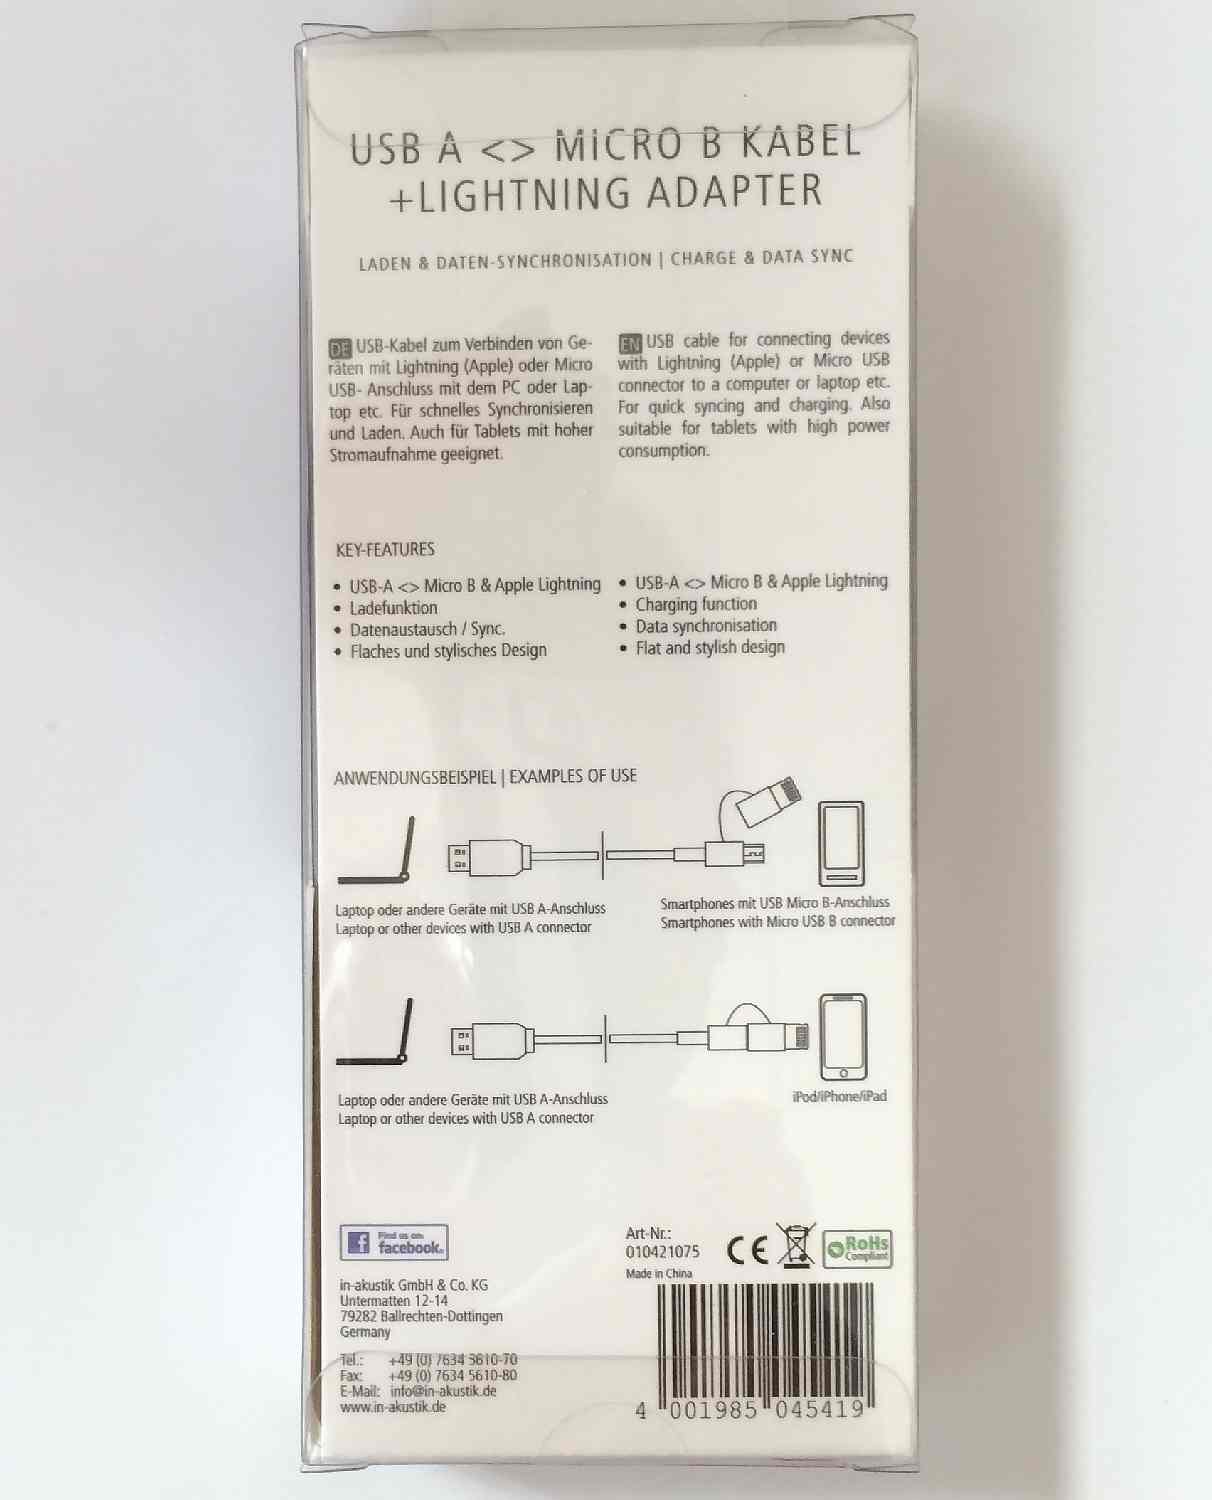 USB A <> MICRO B KABEL
+LIGHTNING ADAPTER
LADEN & DATEN-SYNCHRONISATION | CHARGE & DATA SYNC
DE USB-Kabel zum Verbinden von Ge-
räten mit Lightning (Apple) oder Micro
USB- Anschluss mit dem PC oder Lap-
top etc. Für schnelles Synchronisieren
und Laden. Auch für Tablets mit hoher
Stromaufnahme geeignet.
EN USB cable for connecting devices
with Lightning (Apple) or Micro USB
connector to a computer or laptop etc.
For quick syncing and charging. Also
suitable for tablets with high power
consumption.
KEY-FEATURES
• USB-A <> Micro B & Apple Lightning
• Ladefunktion
• Datenaustausch / Sync.
• Flaches und stylisches Design
• USB-A <> Micro B & Apple Lightning
• Charging function
• Data synchronisation
• Flat and stylish design
ANWENDUNGSBEISPIEL | EXAMPLES OF USE
Laptop oder andere Geräte mit USB A-Anschluss
Laptop or other devices with USB A connector
Smartphones mit USB Micro B-Anschluss
Smartphones with Micro USB B connector
Laptop oder andere Geräte mit USB A-Anschluss
Laptop or other devices with USB A connector
iPod/iPhone/iPad
Find us on
facebook.
in-akustik GmbH & Co. KG
Untermatten 12-14
79282 Ballrechten-Dottingen
Germany
Tel.: +49 (0) 7634 5610-70
Fax: +49 (0) 7634 5610-80
E-Mail: info@in-akustik.de
www.in-akustik.de
Art-Nr.:
010421075
Made in China
CE
RoHS
Compliant
4 001985 045419